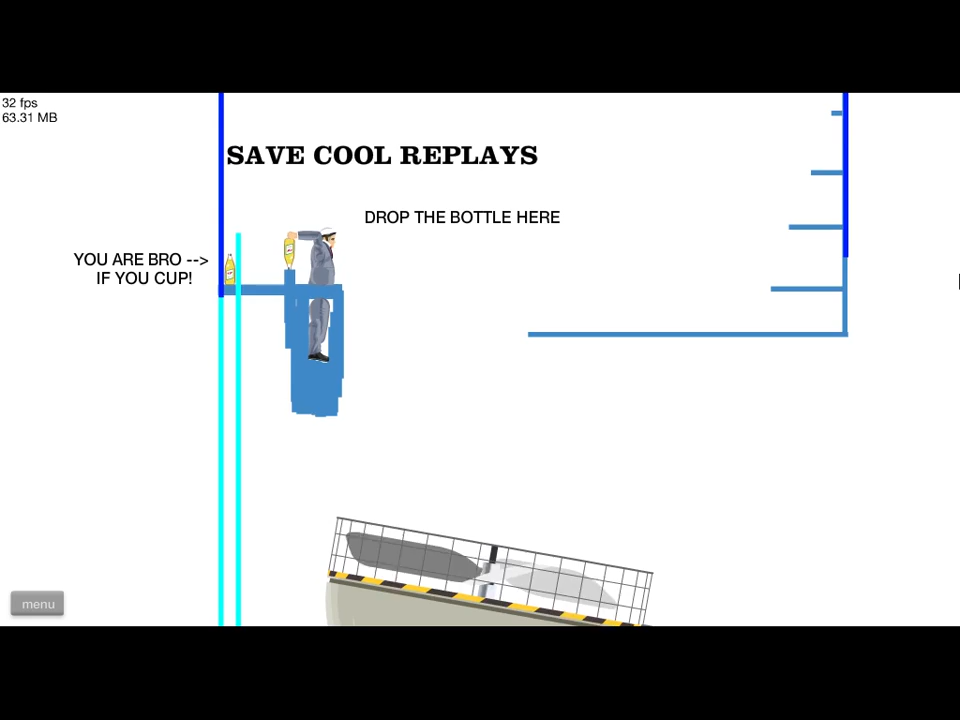 32 fps
63.31 MB
SAVE COOL REPLAYS
DROP THE BOTTLE HERE
YOU ARE BRO -->
IF YOU CUP!
menu